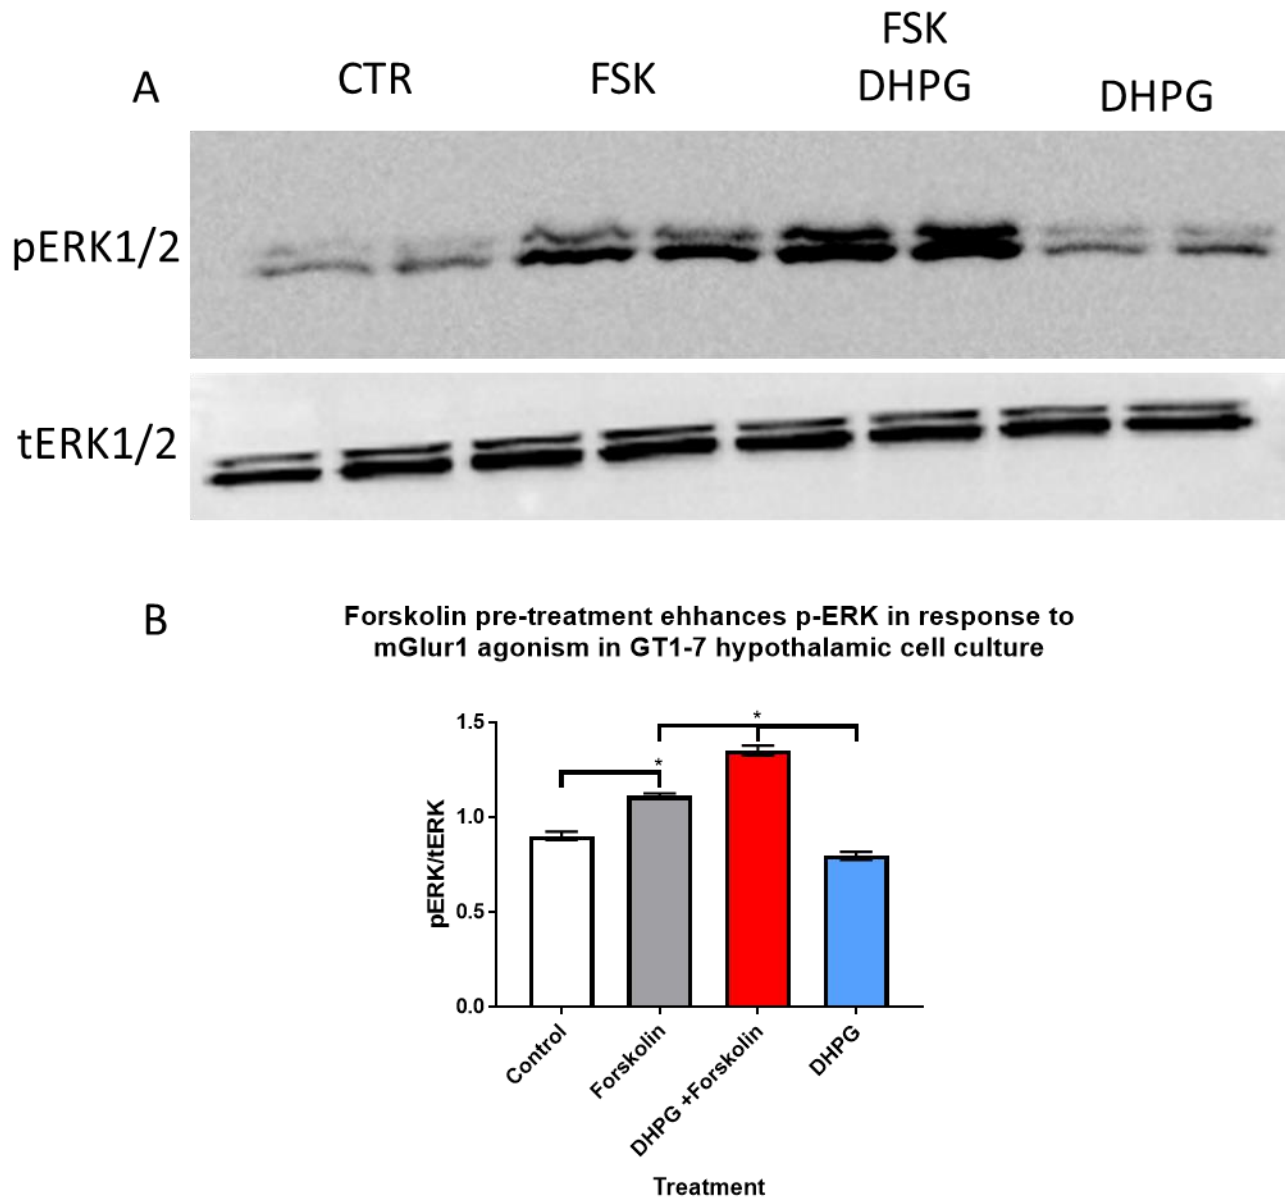 A
CTR
FSK
FSK
DHPG
DHPG
pERK1/2
tERK1/2
B
Forskolin pre-treatment ehhances p-ERK in response to
mGlur1 agonism in GT1-7 hypothalamic cell culture
1.5
1.0
0.5
0.0
pERK/tERK
*
*
Control
Forskolin
DHPG +Forskolin
DHPG
Treatment